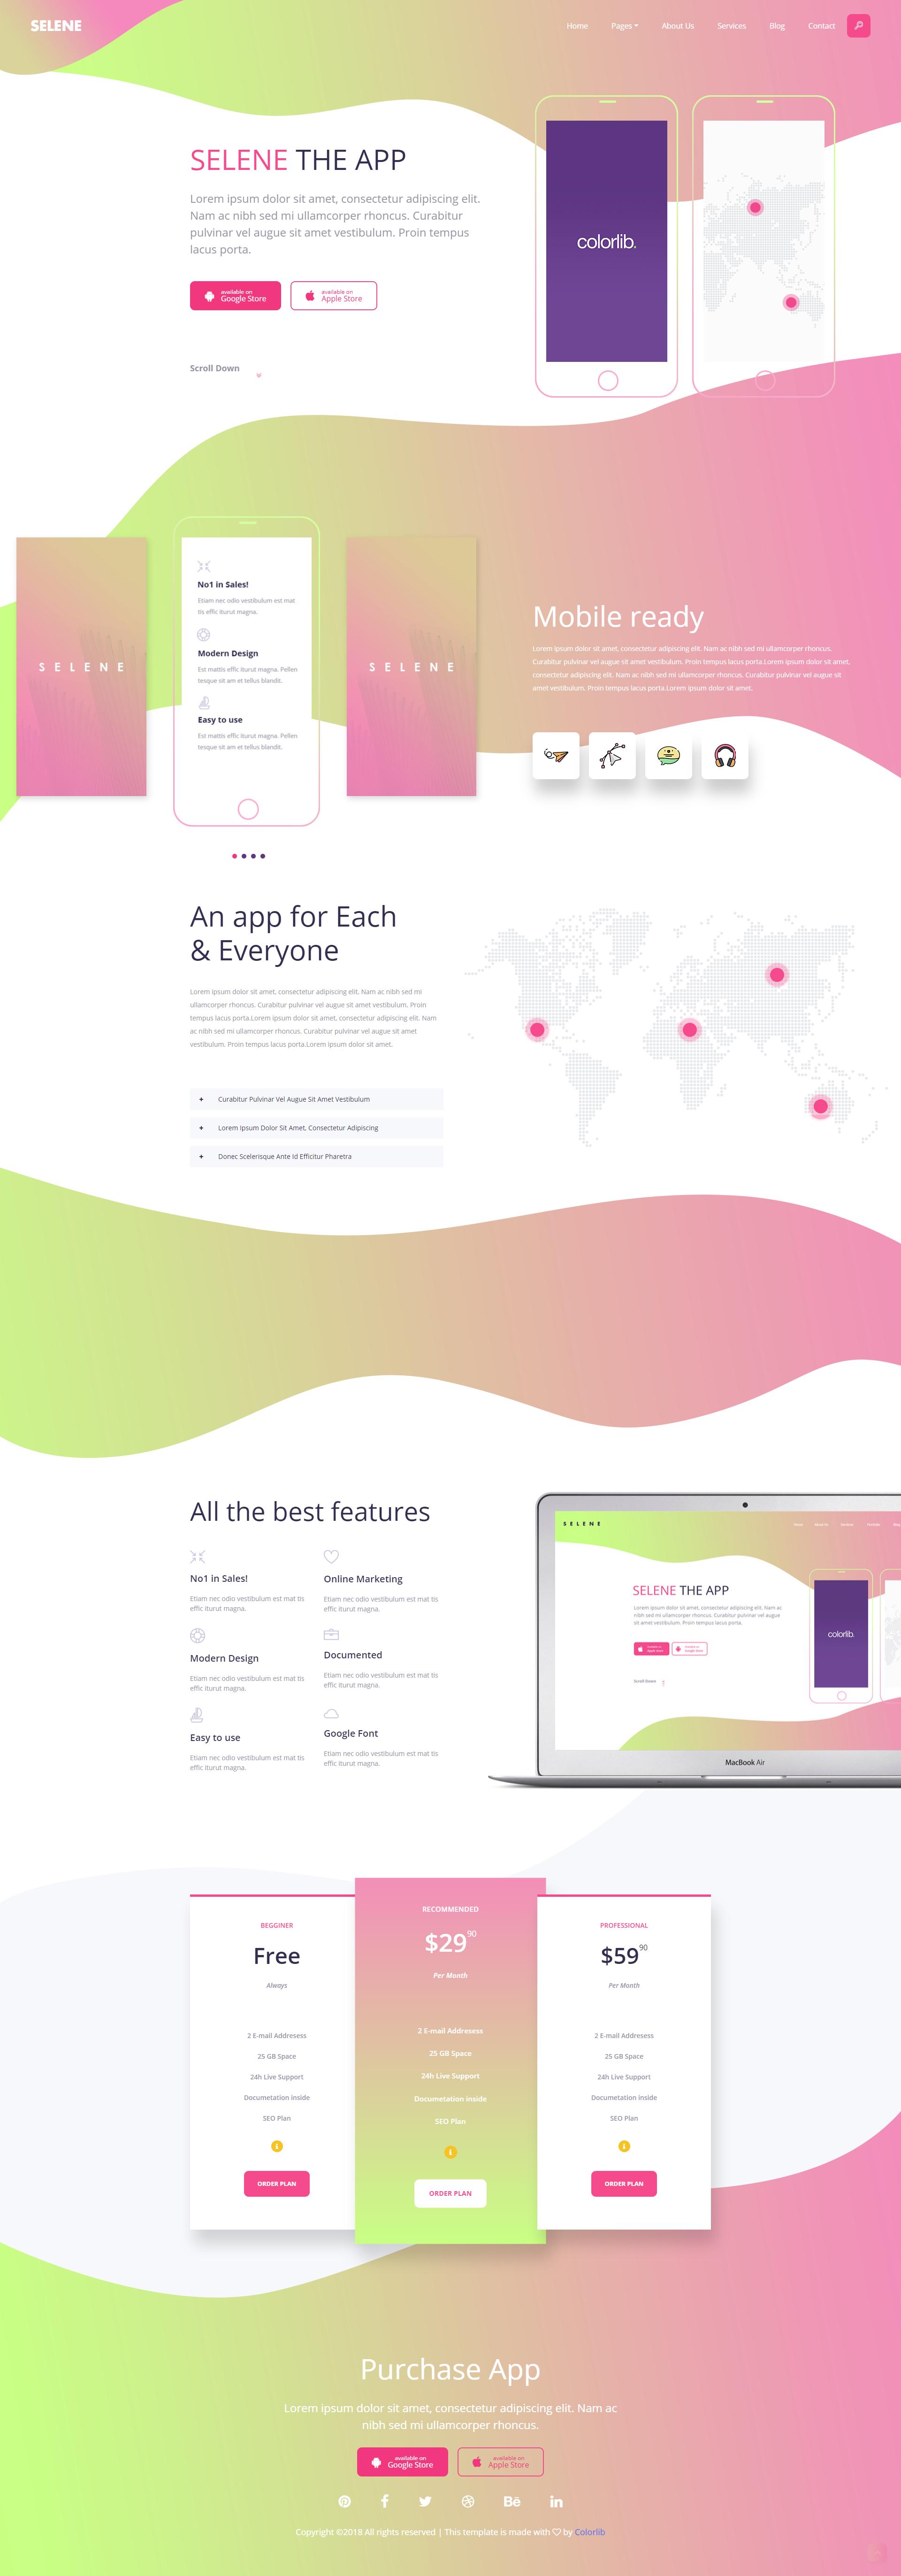 SELENE
Home Pages About Us Services Blog Contact
SELENE THE APP
Lorem ipsum dolor sit amet, consectetur adipiscing elit.
Nam ac nibh sed mi ullamcorper rhoncus. Curabitur
pulvinar vel augue sit amet vestibulum. Proin tempus
lacus porta.
available on
Google Store
available on
Apple Store
Scroll Down
colorlib.
SELENE
No1 in Sales!
Etiam nec odio vestibulum est mat
tis effic iturut magna.
Modern Design
Est mattis effic iturut magna. Pellen
tesque sit am et tellus blandit.
Easy to use
Est mattis effic iturut magna. Pellen
tesque sit am et tellus blandit.
SELENE
Mobile ready
Lorem ipsum dolor sit amet, consectetur adipiscing elit. Nam ac nibh sed mi ullamcorper rhoncus.
Curabitur pulvinar vel augue sit amet vestibulum. Proin tempus lacus porta.Lorem ipsum dolor sit amet,
consectetur adipiscing elit. Nam ac nibh sed mi ullamcorper rhoncus. Curabitur pulvinar vel augue sit
amet vestibulum. Proin tempus lacus porta.Lorem ipsum dolor sit amet.
An app for Each
& Everyone
Lorem ipsum dolor sit amet, consectetur adipiscing elit. Nam ac nibh sed mi
ullamcorper rhoncus. Curabitur pulvinar vel augue sit amet vestibulum. Proin
tempus lacus porta.Lorem ipsum dolor sit amet, consectetur adipiscing elit. Nam
ac nibh sed mi ullamcorper rhoncus. Curabitur pulvinar vel augue sit amet
vestibulum. Proin tempus lacus porta.Lorem ipsum dolor sit amet.
+ Curabitur Pulvinar Vel Augue Sit Amet Vestibulum
+ Lorem Ipsum Dolor Sit Amet, Consectetur Adipiscing
+ Donec Scelerisque Ante Id Efficitur Pharetra
All the best features
No1 in Sales!
Etiam nec odio vestibulum est mat tis
effic iturut magna.
Online Marketing
Etiam nec odio vestibulum est mat tis
effic iturut magna.
Modern Design
Etiam nec odio vestibulum est mat tis
effic iturut magna.
Documented
Etiam nec odio vestibulum est mat tis
effic iturut magna.
Easy to use
Etiam nec odio vestibulum est mat tis
effic iturut magna.
Google Font
Etiam nec odio vestibulum est mat tis
effic iturut magna.
SELENE
Home About Us Services Portfolio Blog
SELENE THE APP
Lorem ipsum dolor sit amet, consectetur adipiscing elit. Nam ac
nibh sed mi ullamcorper rhoncus. Curabitur pulvinar vel augue
sit amet vestibulum. Proin tempus lacus porta.
Scroll Down
colorlib.
MacBook Air
BEGGINER
Free
Always
2 E-mail Addresess
25 GB Space
24h Live Support
Documetation inside
SEO Plan
ORDER PLAN
RECOMMENDED
$29 90
Per Month
2 E-mail Addresess
25 GB Space
24h Live Support
Documetation inside
SEO Plan
ORDER PLAN
PROFESSIONAL
$59 90
Per Month
2 E-mail Addresess
25 GB Space
24h Live Support
Documetation inside
SEO Plan
ORDER PLAN
Purchase App
Lorem ipsum dolor sit amet, consectetur adipiscing elit. Nam ac
nibh sed mi ullamcorper rhoncus.
available on
Google Store
available on
Apple Store
Copyright ©2018 All rights reserved | This template is made with ♡ by Colorlib